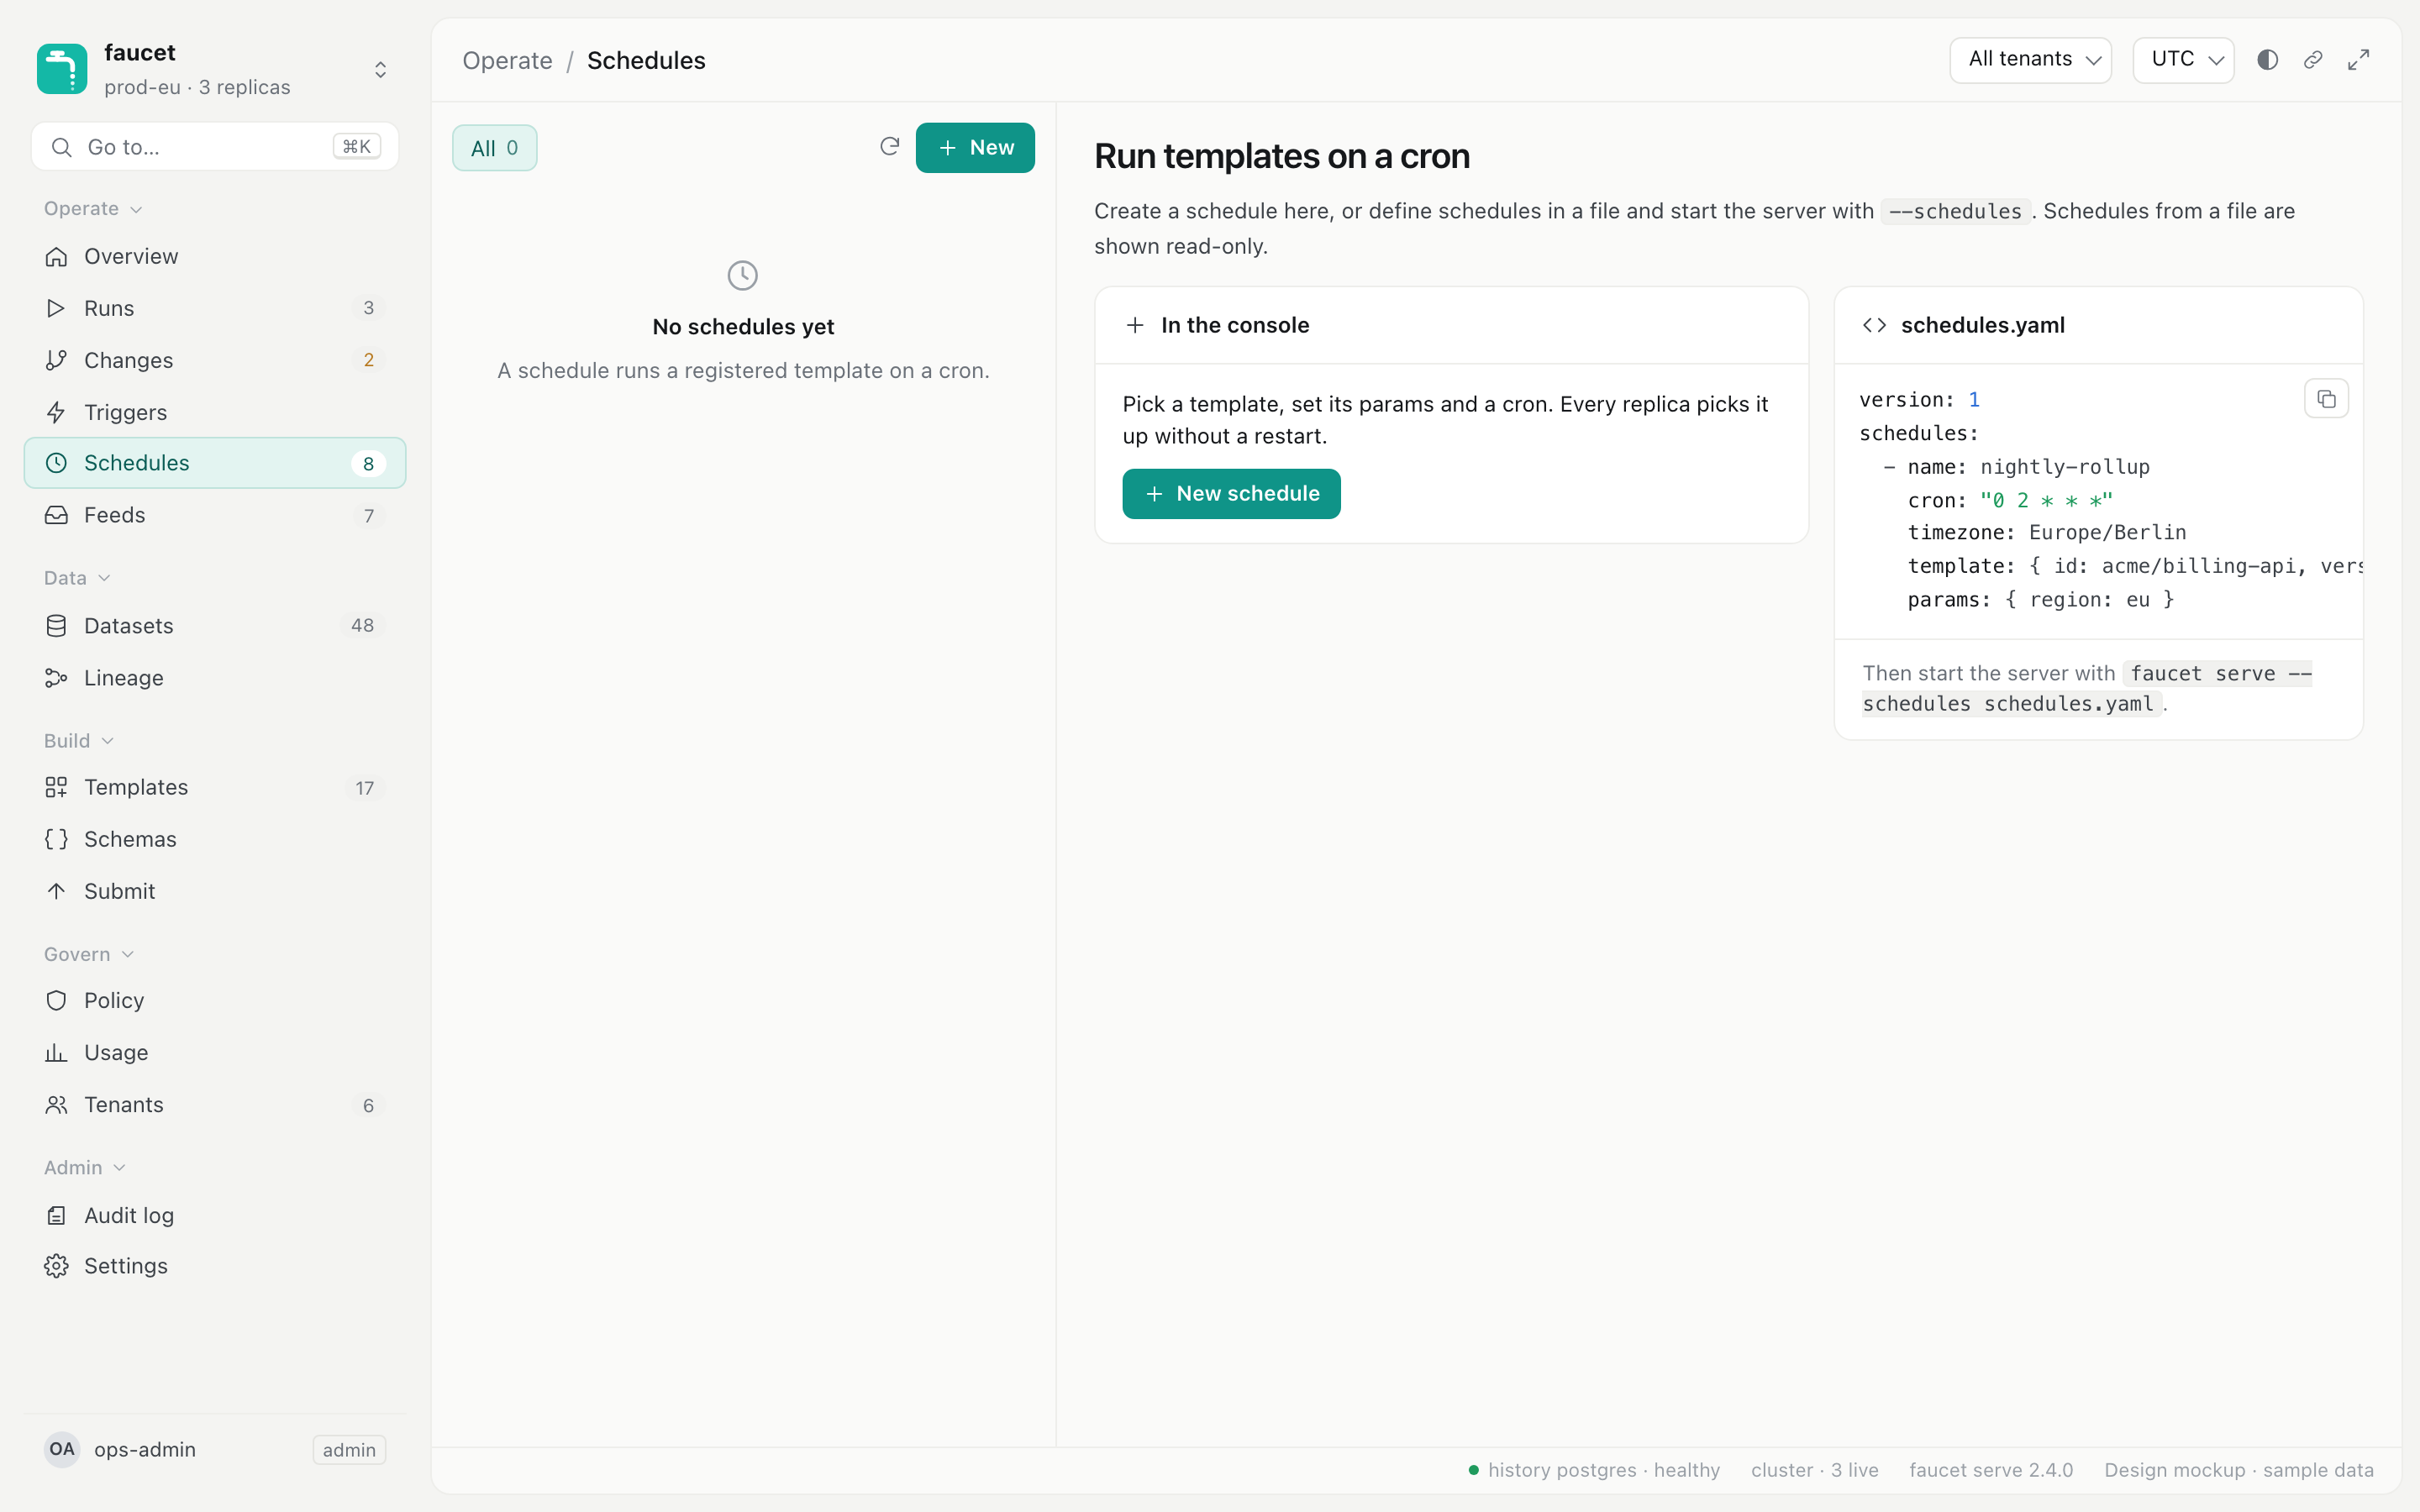 faucet
prod-eu · 3 replicas
Go to...
⌘K
Operate
Overview
Runs 3
Changes 2
Triggers
Schedules 8
Feeds 7
Data
Datasets 48
Lineage
Build
Templates 17
Schemas
Submit
Govern
Policy
Usage
Tenants 6
Admin
Audit log
Settings
OA ops-admin admin
Operate / Schedules
All tenants
UTC
All 0
+ New
No schedules yet
A schedule runs a registered template on a cron.
Run templates on a cron
Create a schedule here, or define schedules in a file and start the server with --schedules . Schedules from a file are
shown read-only.
+ In the console
Pick a template, set its params and a cron. Every replica picks it
up without a restart.
+ New schedule
<> schedules.yaml
version: 1
schedules:
- name: nightly-rollup
cron: "0 2 * * *"
timezone: Europe/Berlin
template: { id: acme/billing-api, vers
params: { region: eu }
Then start the server with faucet serve --
schedules schedules.yaml .
history postgres · healthy
cluster · 3 live
faucet serve 2.4.0
Design mockup · sample data